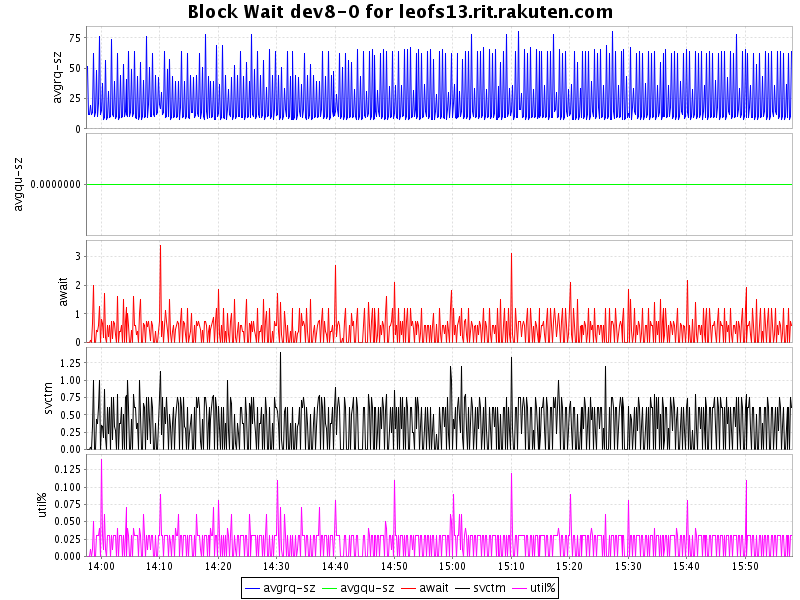 Block Wait dev8-0 for leofs13.rit.rakuten.com
avgrq-sz
75
50
25
0
avgqu-sz
0.0000000
await
3
2
1
0
svctm
1.25
1.00
0.75
0.50
0.25
0.00
util%
0.125
0.100
0.075
0.050
0.025
0.000
14:00 14:10 14:20 14:30 14:40 14:50 15:00 15:10 15:20 15:30 15:40 15:50
avgrq-sz avgqu-sz await svctm util%